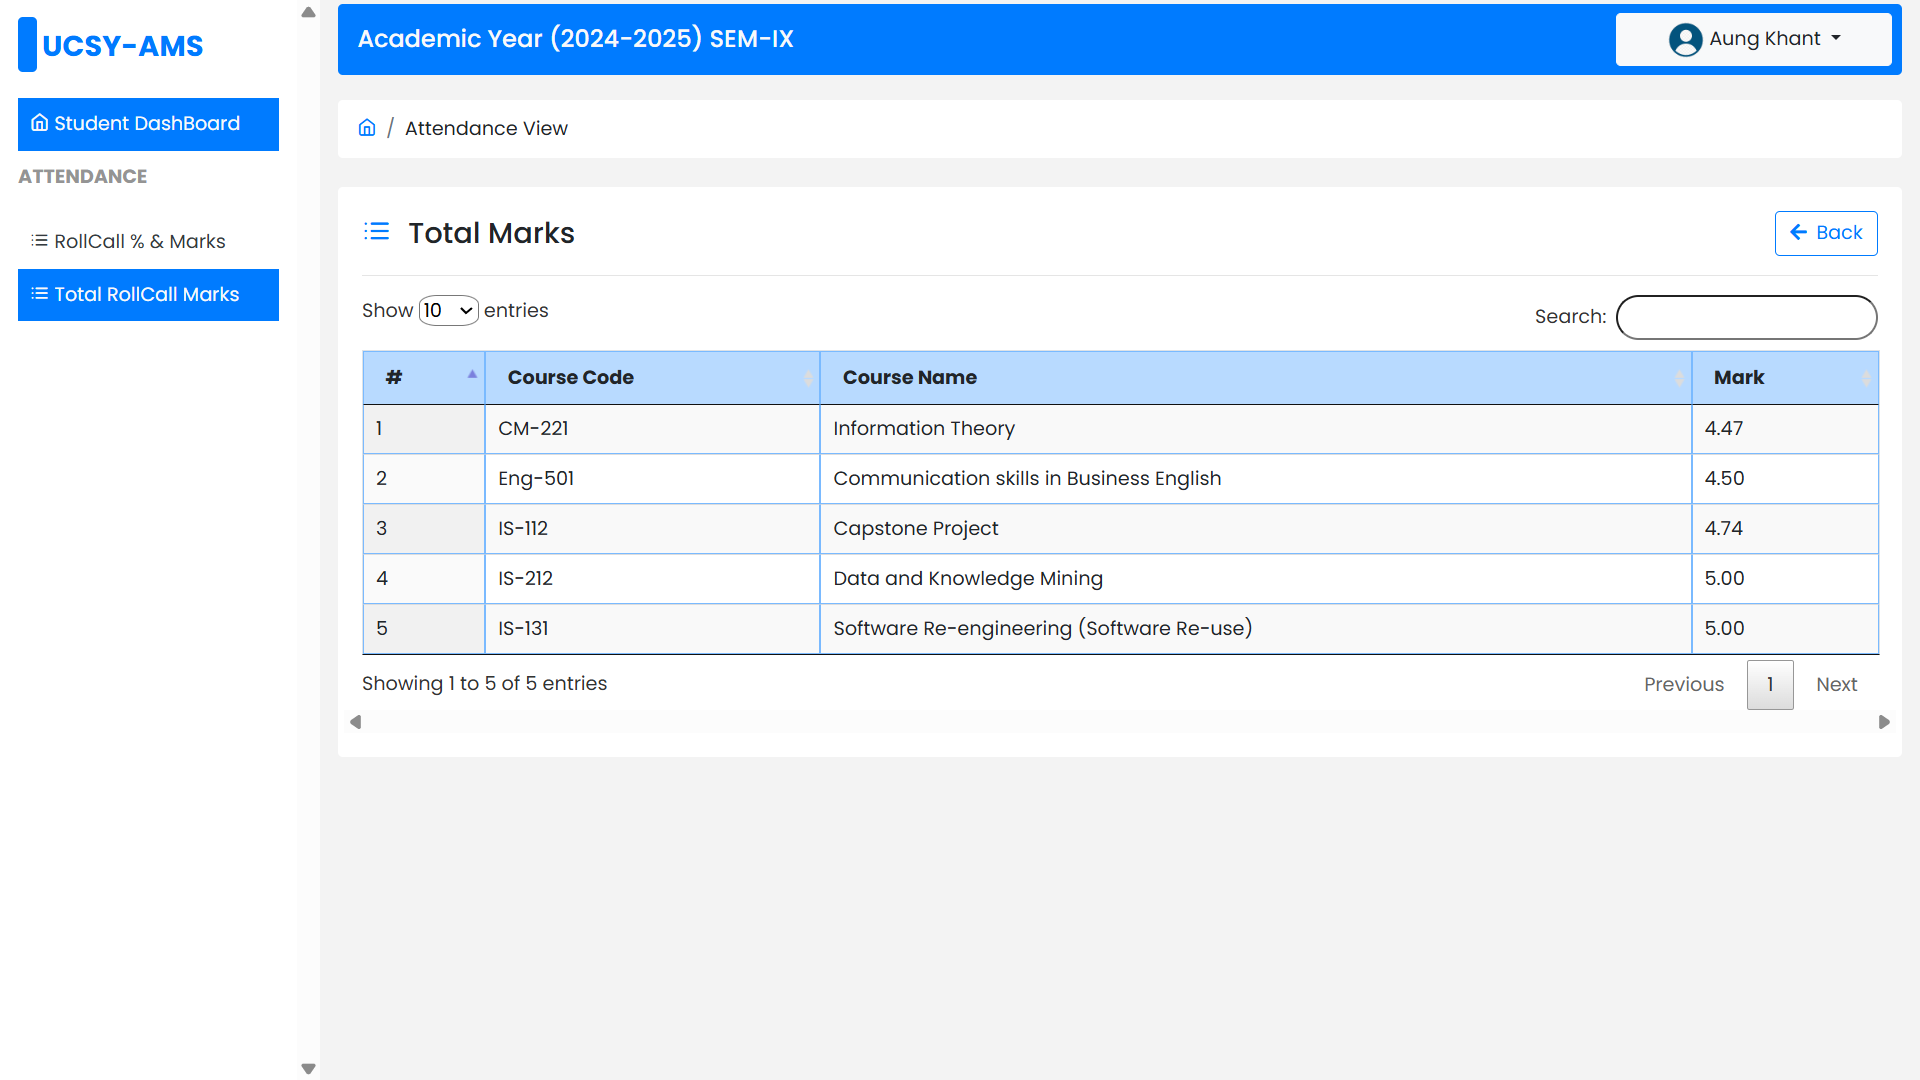 UCSY-AMS
Student DashBoard
ATTENDANCE
RollCall % & Marks
Total RollCall Marks
Academic Year (2024-2025) SEM-IX
Aung Khant
/ Attendance View
Total Marks
Back
Show 10 entries
Search:
# Course Code Course Name Mark
1 CM-221 Information Theory 4.47
2 Eng-501 Communication skills in Business English 4.50
3 IS-112 Capstone Project 4.74
4 IS-212 Data and Knowledge Mining 5.00
5 IS-131 Software Re-engineering (Software Re-use) 5.00
Showing 1 to 5 of 5 entries
Previous 1 Next